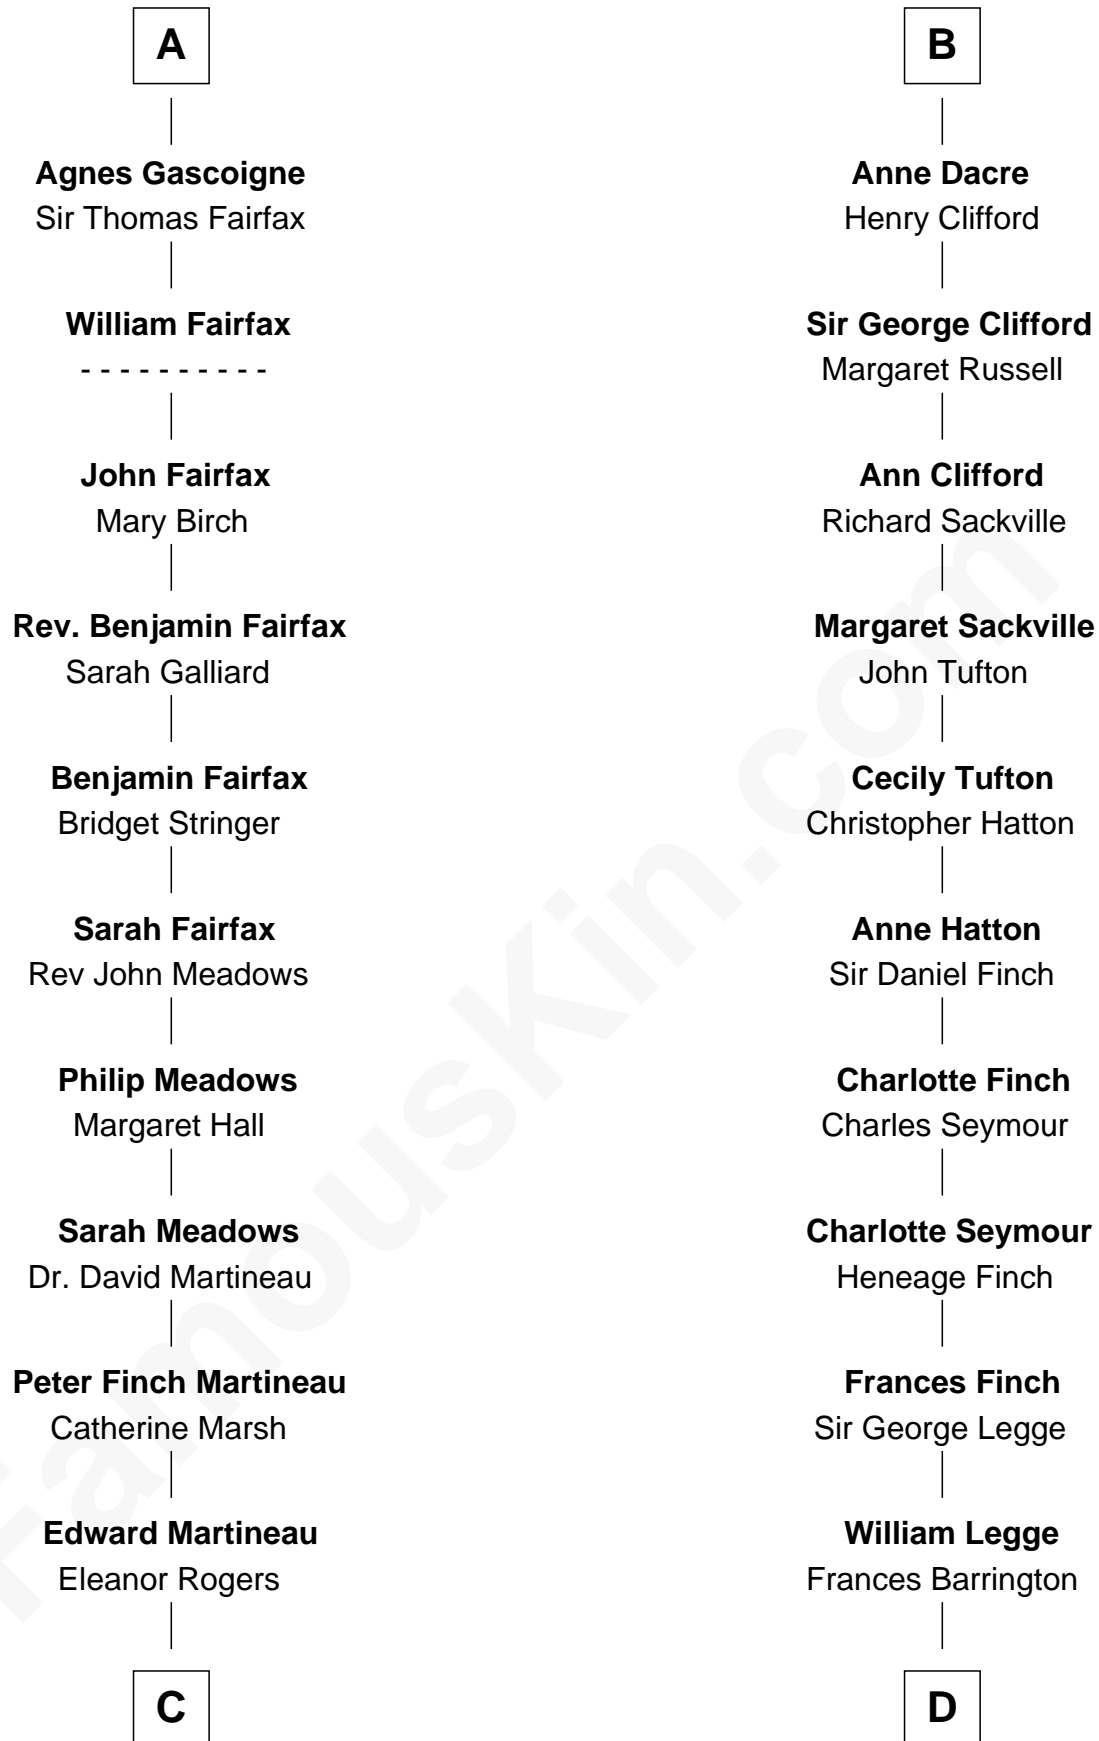 A
Agnes Gascoigne
Sir Thomas Fairfax
William Fairfax
- - - - - - - - - -
John Fairfax
Mary Birch
Rev. Benjamin Fairfax
Sarah Galliard
Benjamin Fairfax
Bridget Stringer
Sarah Fairfax
Rev John Meadows
Philip Meadows
Margaret Hall
Sarah Meadows
Dr. David Martineau
Peter Finch Martineau
Catherine Marsh
Edward Martineau
Eleanor Rogers
C
B
Anne Dacre
Henry Clifford
Sir George Clifford
Margaret Russell
Ann Clifford
Richard Sackville
Margaret Sackville
John Tufton
Cecily Tufton
Christopher Hatton
Anne Hatton
Sir Daniel Finch
Charlotte Finch
Charles Seymour
Charlotte Seymour
Heneage Finch
Frances Finch
Sir George Legge
William Legge
Frances Barrington
D
FamousKin.com